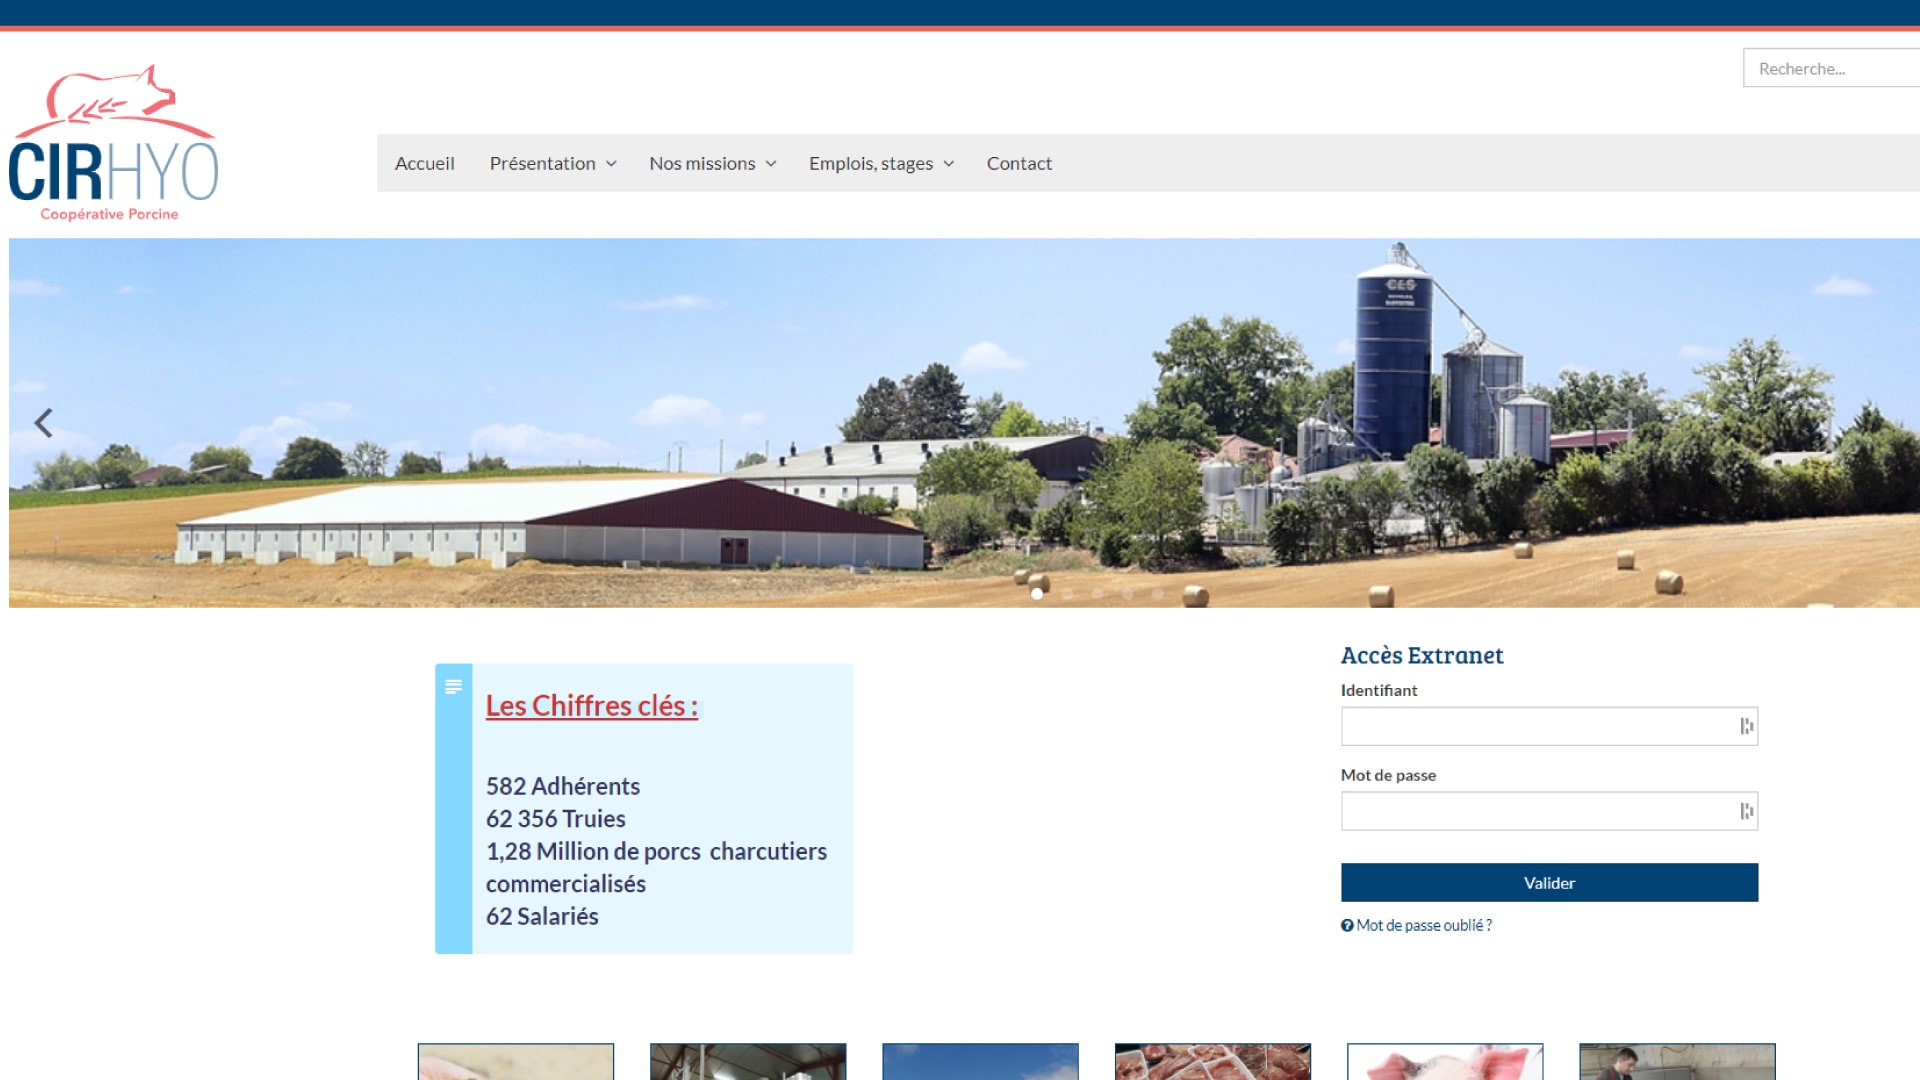 Recherche...
CIRHYO
Coopérative Porcine
Accueil
Présentation
Nos missions
Emplois, stages
Contact
CES
HARVESTORE
Les Chiffres clés :
582 Adhérents
62 356 Truies
1,28 Million de porcs charcutiers
commercialisés
62 Salariés
Accès Extranet
Identifiant
Mot de passe
Valider
Mot de passe oublié ?